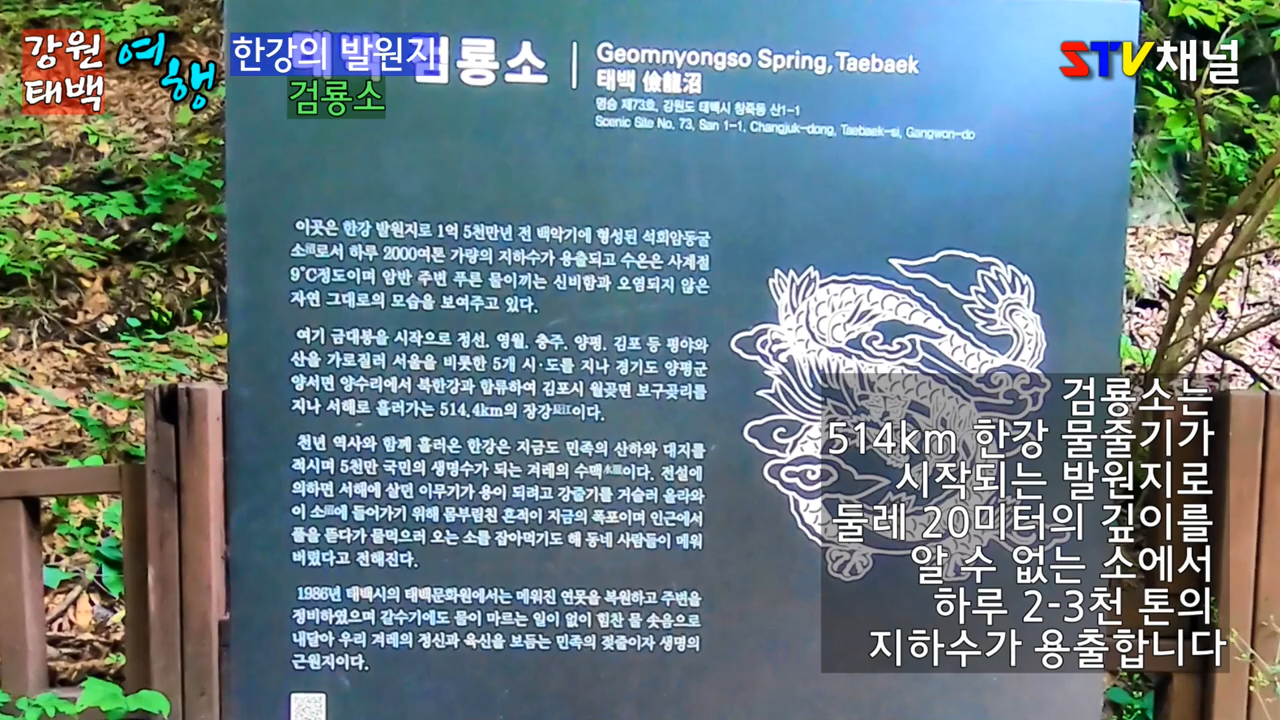 강원
태백
여행
한강의 발원지
검룡소
STV채널
룡소
Geomnyongso Spring, Taebaek
태백 儉龍沼
명승 제73호, 강원도 태백시 창죽동 산1-1
Scenic Site No. 73, San 1-1, Changjuk-dong, Taebaek-si, Gangwon-do
이곳은 한강 발원지로 1억 5천만년 전 백악기에 형성된 석회암동굴
소沼로서 하루 2000여톤 가량의 지하수가 용출되고 수온은 사계절
9°C정도이며 암반 주변 푸른 물이끼는 신비함과 오염되지 않은
자연 그대로의 모습을 보여주고 있다.
여기 금대봉을 시작으로 정선, 영월, 충주, 양평, 김포 등 평야와
산을 가로질러 서울을 비롯한 5개 시·도를 지나 경기도 양평군
양서면 양수리에서 북한강과 합류하여 김포시 월곶면 보구곶리를
지나 서해로 흘러가는 514.4km의 장강長江이다.
천년 역사와 함께 흘러온 한강은 지금도 민족의 산하와 대지를
적시며 5천만 국민의 생명수가 되는 겨레의 수맥水脈이다. 전설에
의하면 서해에 살던 이무기가 용이 되려고 강줄기를 거슬러 올라와
이 소沼에 들어가기 위해 몸부림친 흔적이 지금의 폭포이며 인근에서
풀을 뜯다가 물먹으러 오는 소를 잡아먹기도 해 동네 사람들이 메워
버렸다고 전해진다.
1986년 태백시의 태백문화원에서는 메워진 연못을 복원하고 주변을
정비하였으며 갈수기에도 물이 마르는 일이 없이 힘찬 물 솟음으로
내달아 우리 겨레의 정신과 육신을 보듬는 민족의 젖줄이자 생명의
근원지이다.
검룡소는
514km 한강 물줄기가
시작되는 발원지로
둘레 20미터의 깊이를
알 수 없는 소에서
하루 2-3천 톤의
지하수가 용출합니다